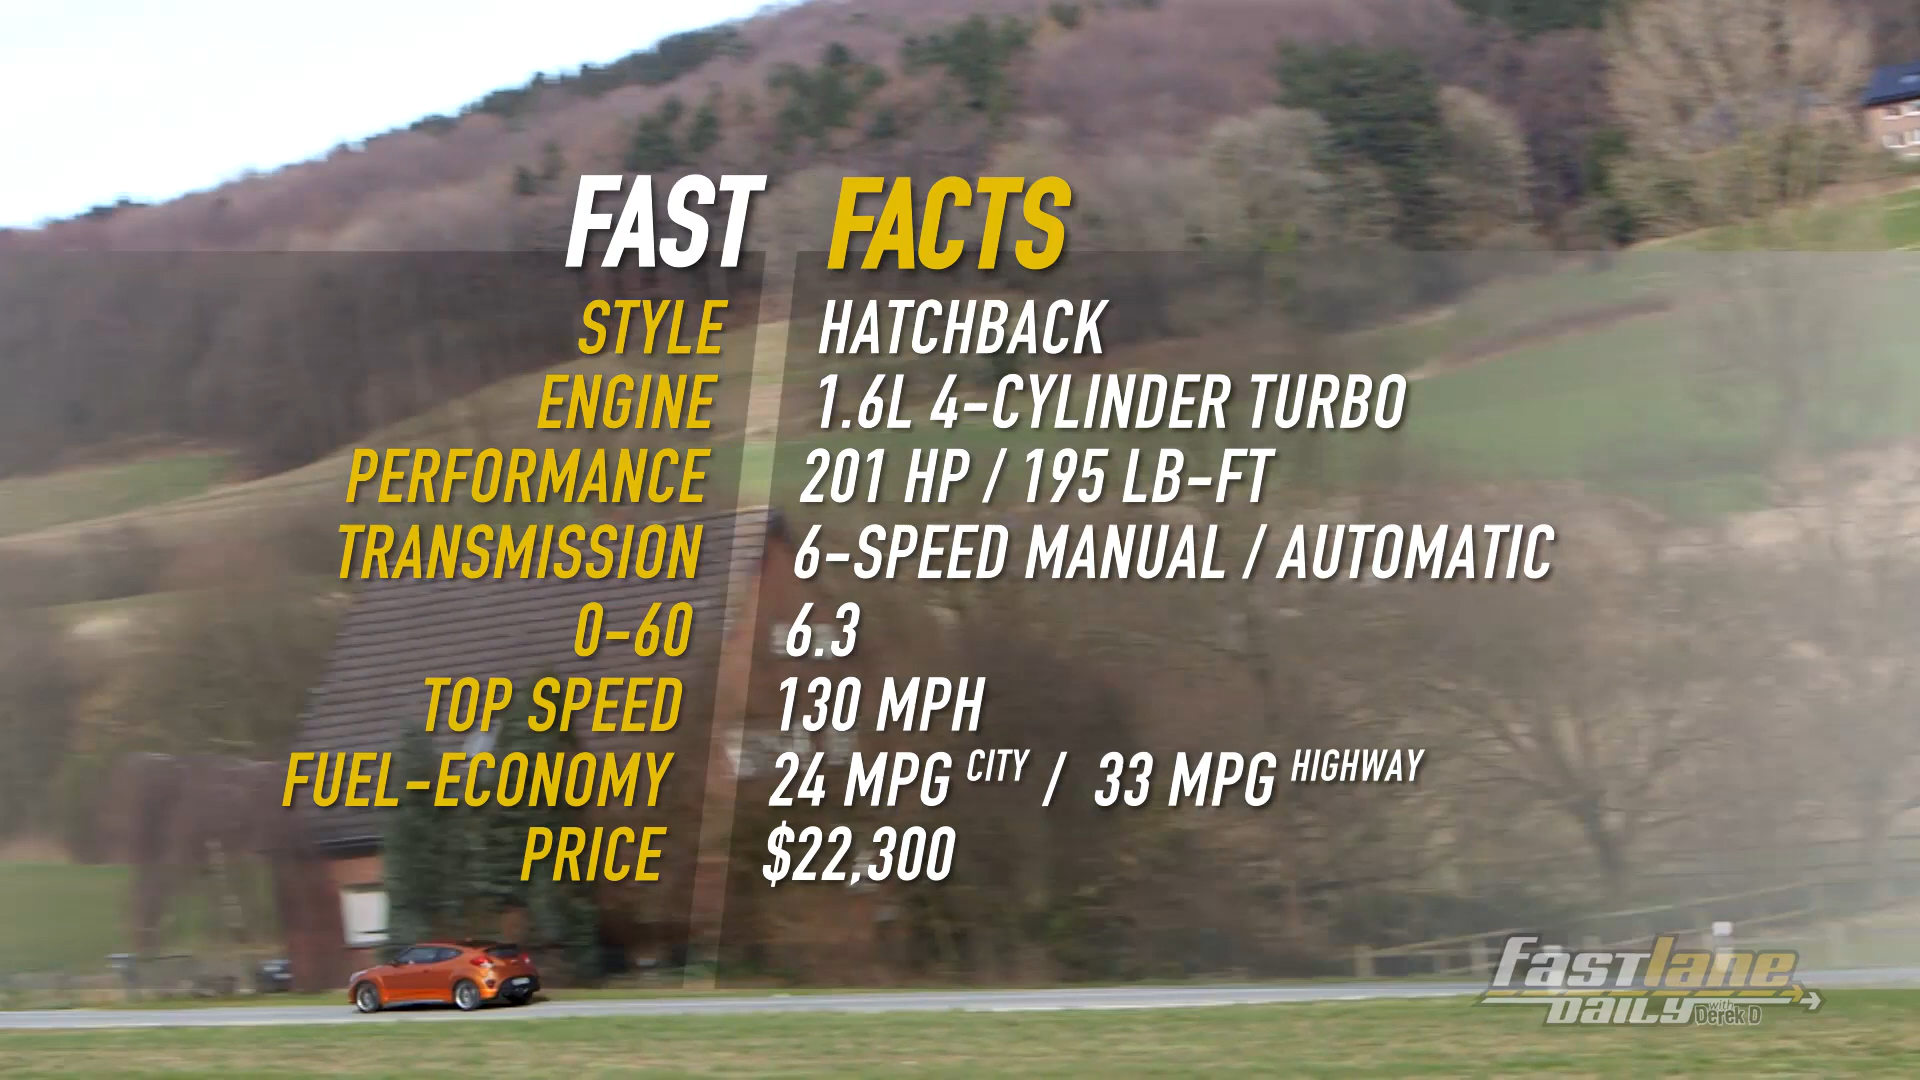 FAST FACTS
STYLE HATCHBACK
ENGINE 1.6L 4-CYLINDER TURBO
PERFORMANCE 201 HP / 195 LB-FT
TRANSMISSION 6-SPEED MANUAL / AUTOMATIC
0-60 6.3
TOP SPEED 130 MPH
FUEL-ECONOMY 24 MPG CITY / 33 MPG HIGHWAY
PRICE $22,300
fastlane
DAILY with Derek D